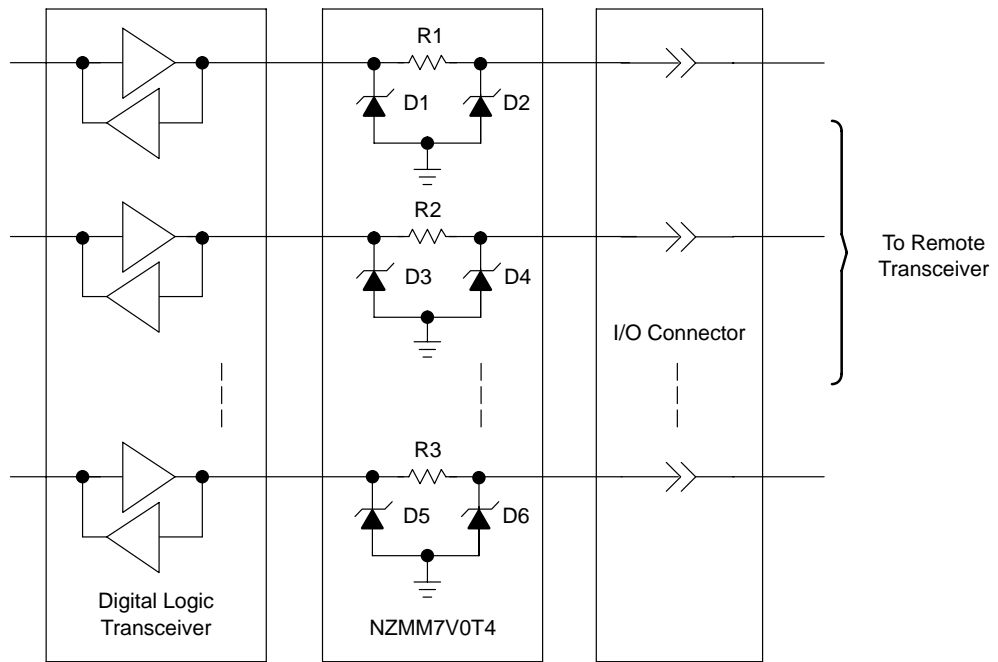 R1
D1
D2
R2
D3
D4
To Remote
Transceiver
I/O Connector
R3
D5
D6
Digital Logic
Transceiver
NZMM7V0T4